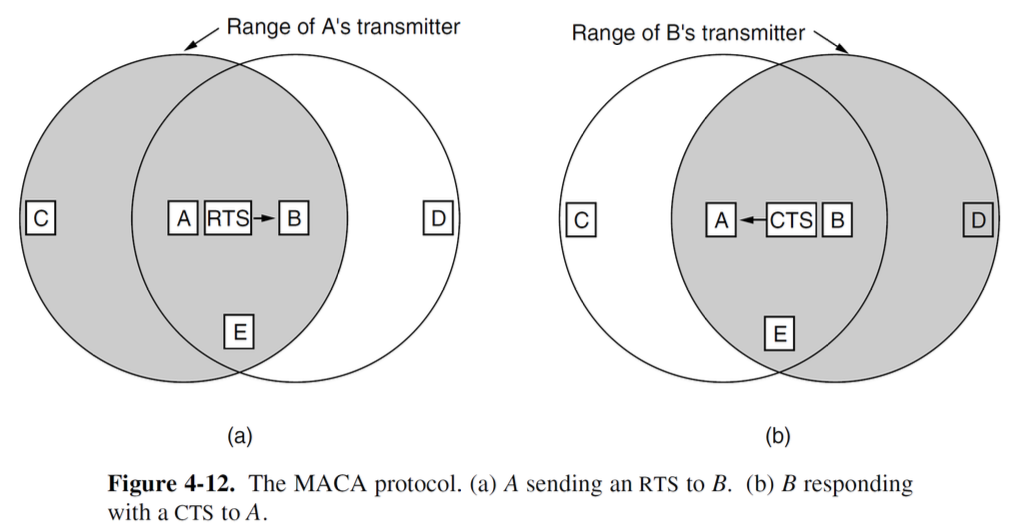 Range of A's transmitter
Range of B's transmitter
C
A
RTS
B
D
E
C
A
CTS
B
D
E
(a)
(b)
Figure 4-12. The MACA protocol. (a) A sending an RTS to B. (b) B responding
with a CTS to A.